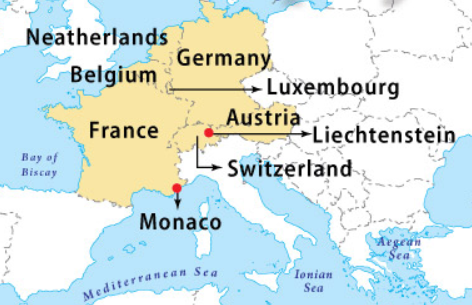 Neatherlands
Germany
Belgium
Luxembourg
Austria
France
Liechtenstein
Bay of
Biscay
Switzerland
Monaco
Aegean
Sea
Mediterranean Sea
Ionian
Sea